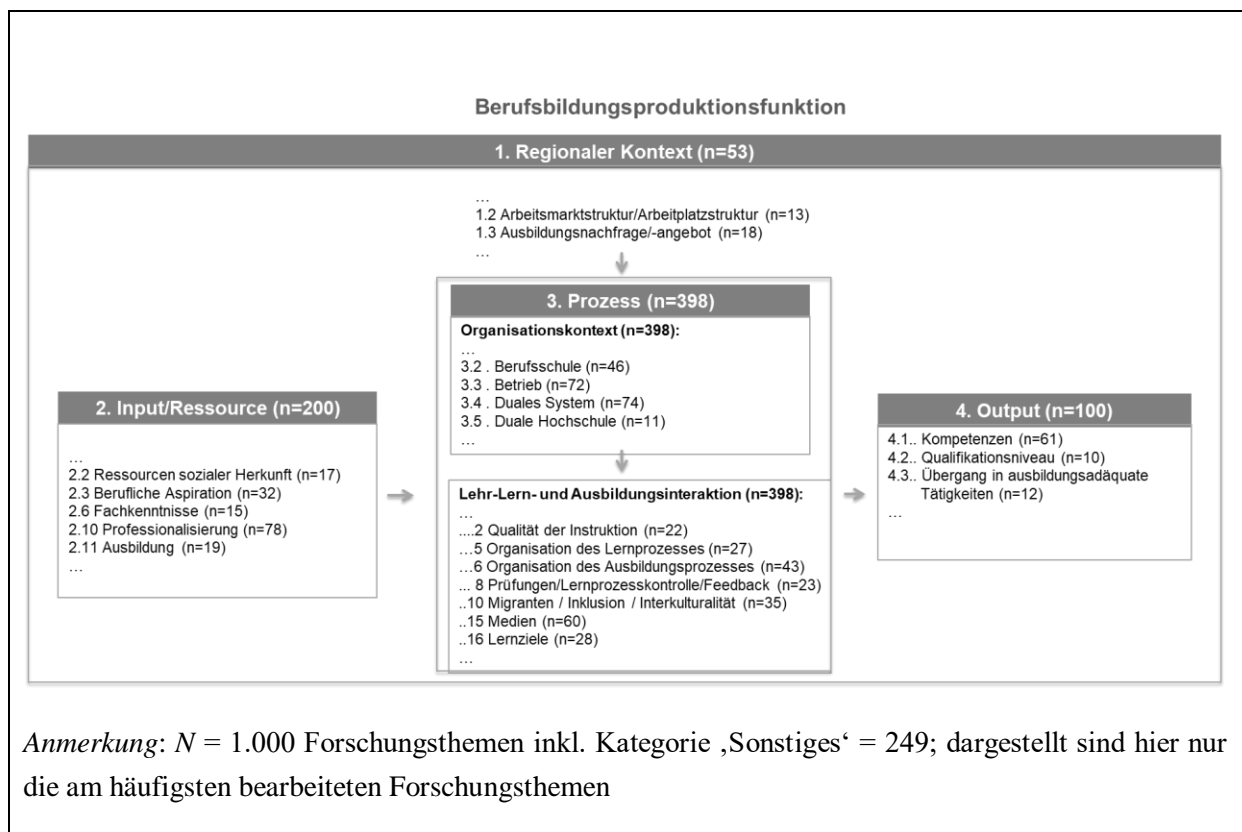 Berufsbildungsproduktionsfunktion
1. Regionaler Kontext (n=53)
...
1.2 Arbeitsmarktstruktur/Arbeitplatzstruktur (n=13)
1.3 Ausbildungsnachfrage/-angebot (n=18)
...
2. Input/Ressource (n=200)
...
2.2 Ressourcen sozialer Herkunft (n=17)
2.3 Berufliche Aspiration (n=32)
2.6 Fachkenntnisse (n=15)
2.10 Professionalisierung (n=78)
2.11 Ausbildung (n=19)
...
3. Prozess (n=398)
Organisationskontext (n=398):
...
3.2 . Berufsschule (n=46)
3.3 . Betrieb (n=72)
3.4 . Duales System (n=74)
3.5 . Duale Hochschule (n=11)
...
Lehr-Lern- und Ausbildungsinteraktion (n=398):
...
....2 Qualität der Instruktion (n=22)
...5 Organisation des Lernprozesses (n=27)
...6 Organisation des Ausbildungsprozesses (n=43)
... 8 Prüfungen/Lernprozesskontrolle/Feedback (n=23)
..10 Migranten / Inklusion / Interkulturalität (n=35)
..15 Medien (n=60)
..16 Lernziele (n=28)
...
4. Output (n=100)
4.1.. Kompetenzen (n=61)
4.2.. Qualifikationsniveau (n=10)
4.3.. Übergang in ausbildungsadäquate
Tätigkeiten (n=12)
...
Anmerkung: N = 1.000 Forschungsthemen inkl. Kategorie ‚Sonstiges‘ = 249; dargestellt sind hier nur
die am häufigsten bearbeiteten Forschungsthemen